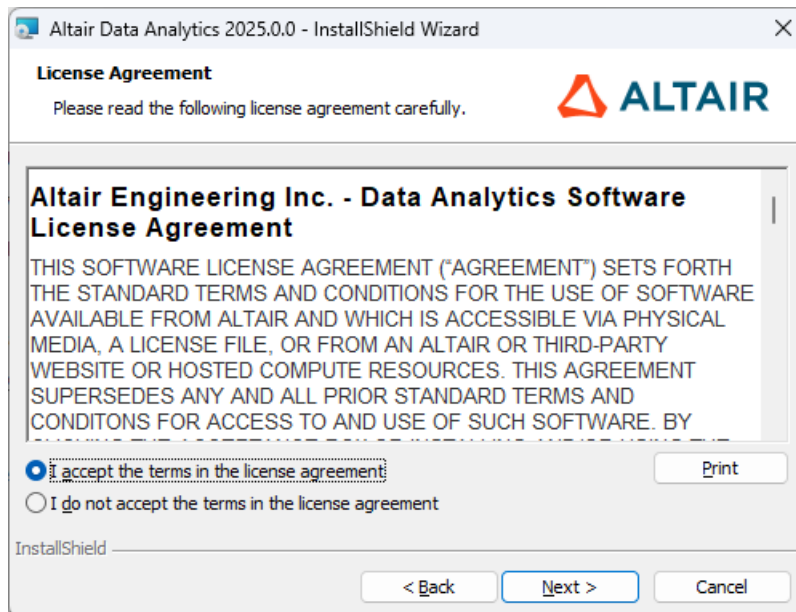 Altair Data Analytics 2025.0.0 - InstallShield Wizard
License Agreement
Please read the following license agreement carefully.
ALTAIR
Altair Engineering Inc. - Data Analytics Software
License Agreement
THIS SOFTWARE LICENSE AGREEMENT (“AGREEMENT”) SETS FORTH
THE STANDARD TERMS AND CONDITIONS FOR THE USE OF SOFTWARE
AVAILABLE FROM ALTAIR AND WHICH IS ACCESSIBLE VIA PHYSICAL
MEDIA, A LICENSE FILE, OR FROM AN ALTAIR OR THIRD-PARTY
WEBSITE OR HOSTED COMPUTE RESOURCES. THIS AGREEMENT
SUPERSEDES ANY AND ALL PRIOR STANDARD TERMS AND
CONDITONS FOR ACCESS TO AND USE OF SUCH SOFTWARE. BY
I accept the terms in the license agreement
Print
I do not accept the terms in the license agreement
InstallShield
< Back
Next >
Cancel